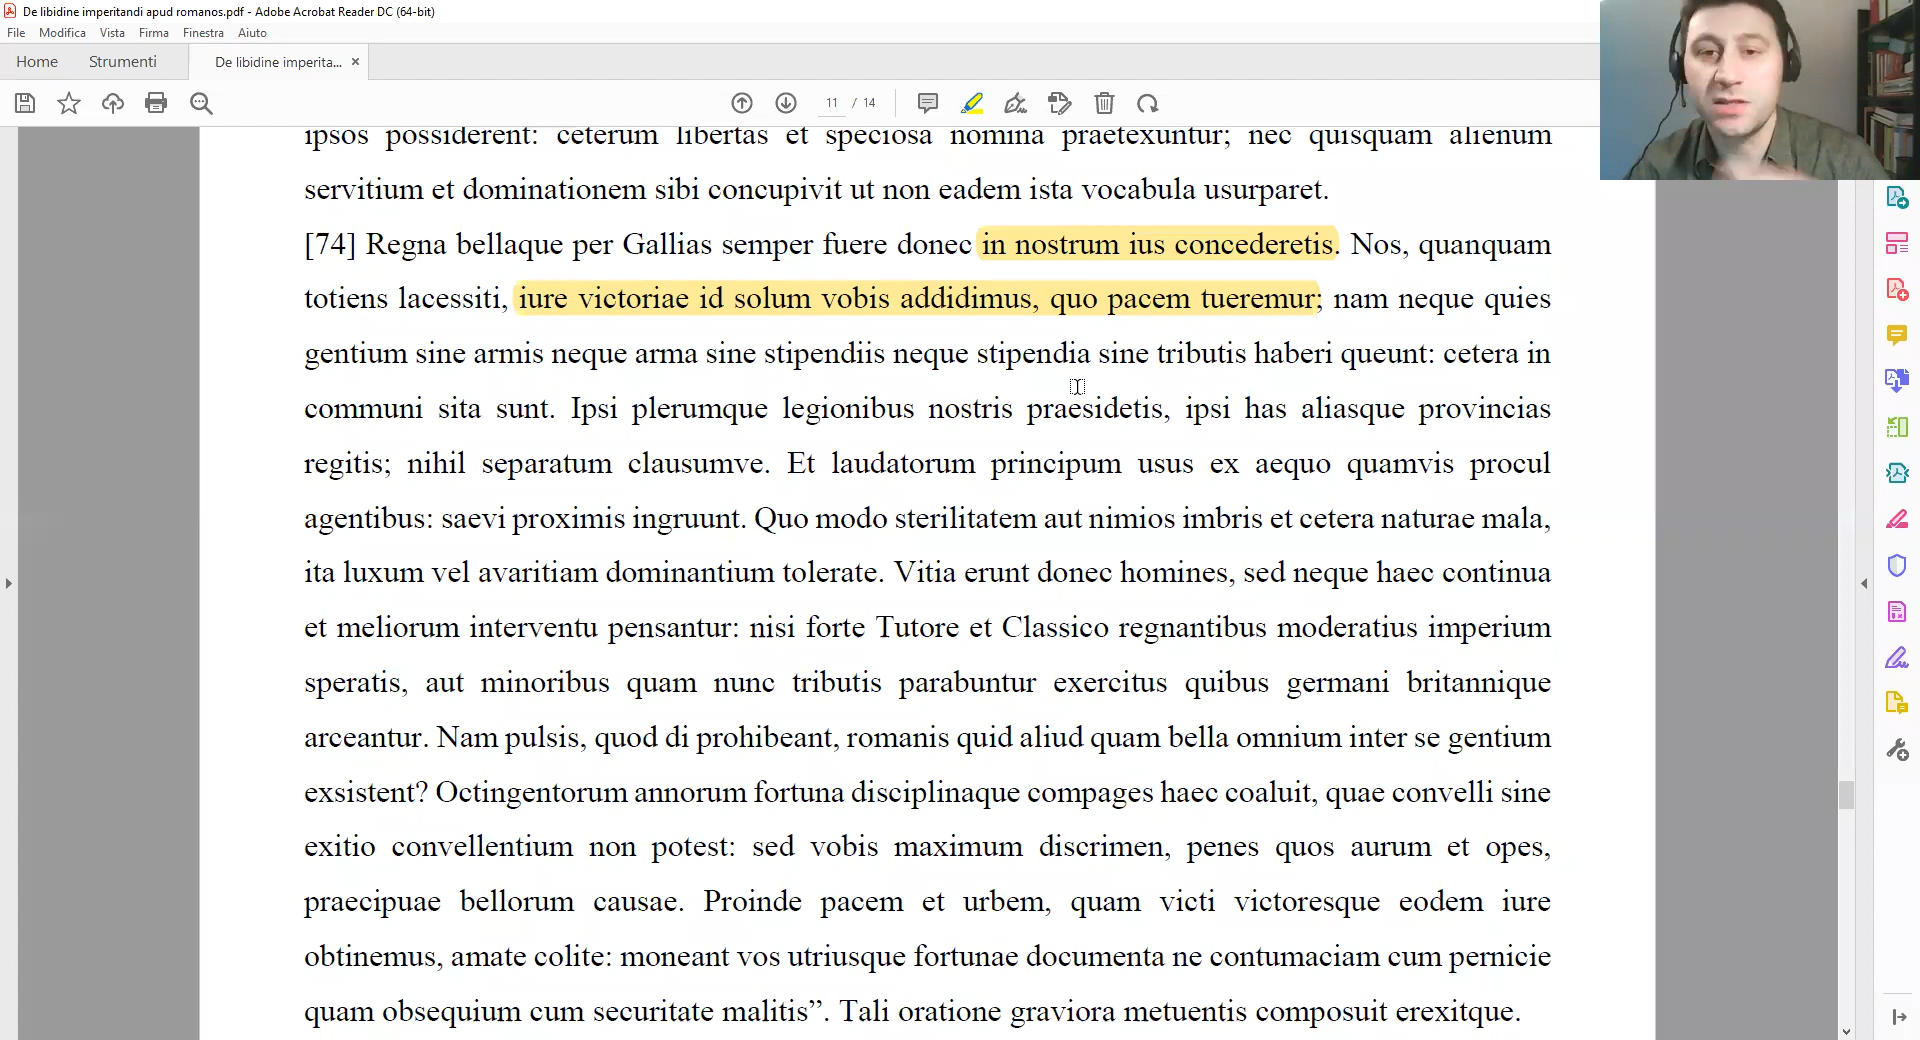 De libidine imperitandi apud romanos.pdf - Adobe Acrobat Reader DC (64-bit)
File Modifica Vista Firma Finestra Aiuto
Home Strumenti De libidine imperita... ×
11 / 14
ipsos possiderent: ceterum libertas et speciosa nomina praetexuntur; nec quisquam alienum
servitium et dominationem sibi concupivit ut non eadem ista vocabula usurparet.
[74] Regna bellaque per Gallias semper fuere donec in nostrum ius concederetis. Nos, quanquam
totiens lacessiti, iure victoriae id solum vobis addidimus, quo pacem tueremur; nam neque quies
gentium sine armis neque arma sine stipendiis neque stipendia sine tributis haberi queunt: cetera in
communi sita sunt. Ipsi plerumque legionibus nostris praesidetis, ipsi has aliasque provincias
regitis; nihil separatum clausumve. Et laudatorum principum usus ex aequo quamvis procul
agentibus: saevi proximis ingruunt. Quo modo sterilitatem aut nimios imbris et cetera naturae mala,
ita luxum vel avaritiam dominantium tolerate. Vitia erunt donec homines, sed neque haec continua
et meliorum interventu pensantur: nisi forte Tutore et Classico regnantibus moderatius imperium
speratis, aut minoribus quam nunc tributis parabuntur exercitus quibus germani britannique
arceantur. Nam pulsis, quod di prohibeant, romanis quid aliud quam bella omnium inter se gentium
exsistent? Octingentorum annorum fortuna disciplinaque compages haec coaluit, quae convelli sine
exitio convellentium non potest: sed vobis maximum discrimen, penes quos aurum et opes,
praecipuae bellorum causae. Proinde pacem et urbem, quam victi victoresque eodem iure
obtinemus, amate colite: moneant vos utriusque fortunae documenta ne contumaciam cum pernicie
quam obsequium cum securitate malitis”. Tali oratione graviora metuentis composuit erexitque.